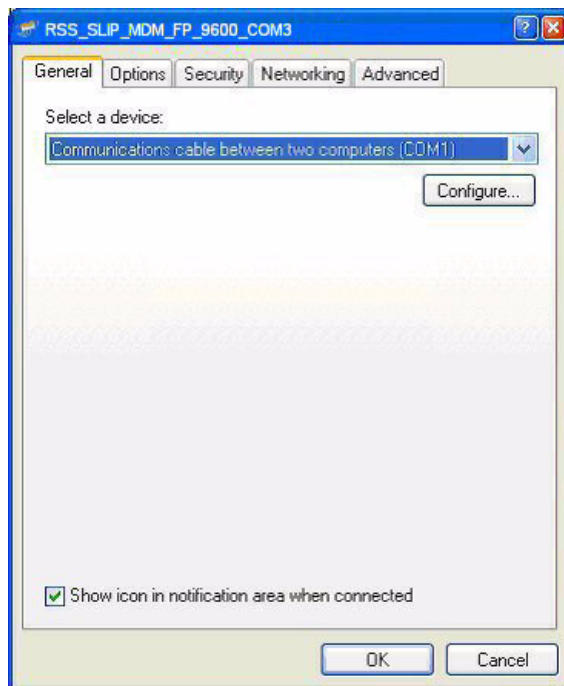 RSS_SLIP_MDM_FP_9600_COM3
General Options Security Networking Advanced
Select a device:
Communications cable between two computers (COM1)
Configure...
Show icon in notification area when connected
OK Cancel